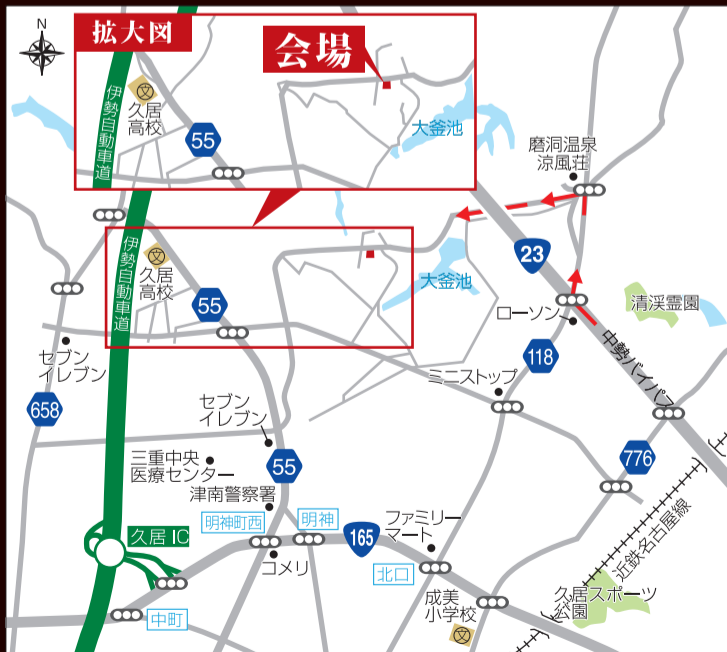 N
拡大図
会場
伊勢自動車道
久居
高校
55
大釜池
磨洞温泉
涼風荘
伊勢自動車道
久居
高校
55
大釜池
23
清渓霊園
ローソン
中勢バイパス
118
セブン
イレブン
ミニストップ
658
セブン
イレブン
776
三重中央
医療センター
55
津南警察署
明神町西
明神
165
ファミリー
マート
近鉄名古屋線
久居 IC
コメリ
北口
久居スポーツ
公園
成美
小学校
中町
文
文
文